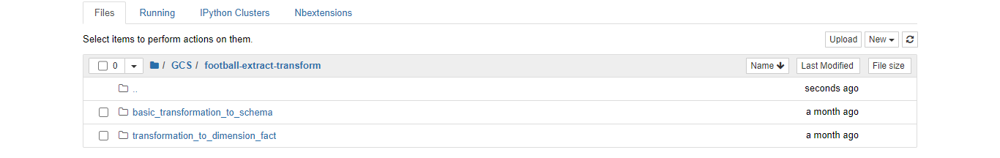 Files Running IPython Clusters Nbextensions
Select items to perform actions on them. Upload New
0 / GCS / football-extract-transform Name Last Modified File size
.. seconds ago
basic_transformation_to_schema a month ago
transformation_to_dimension_fact a month ago